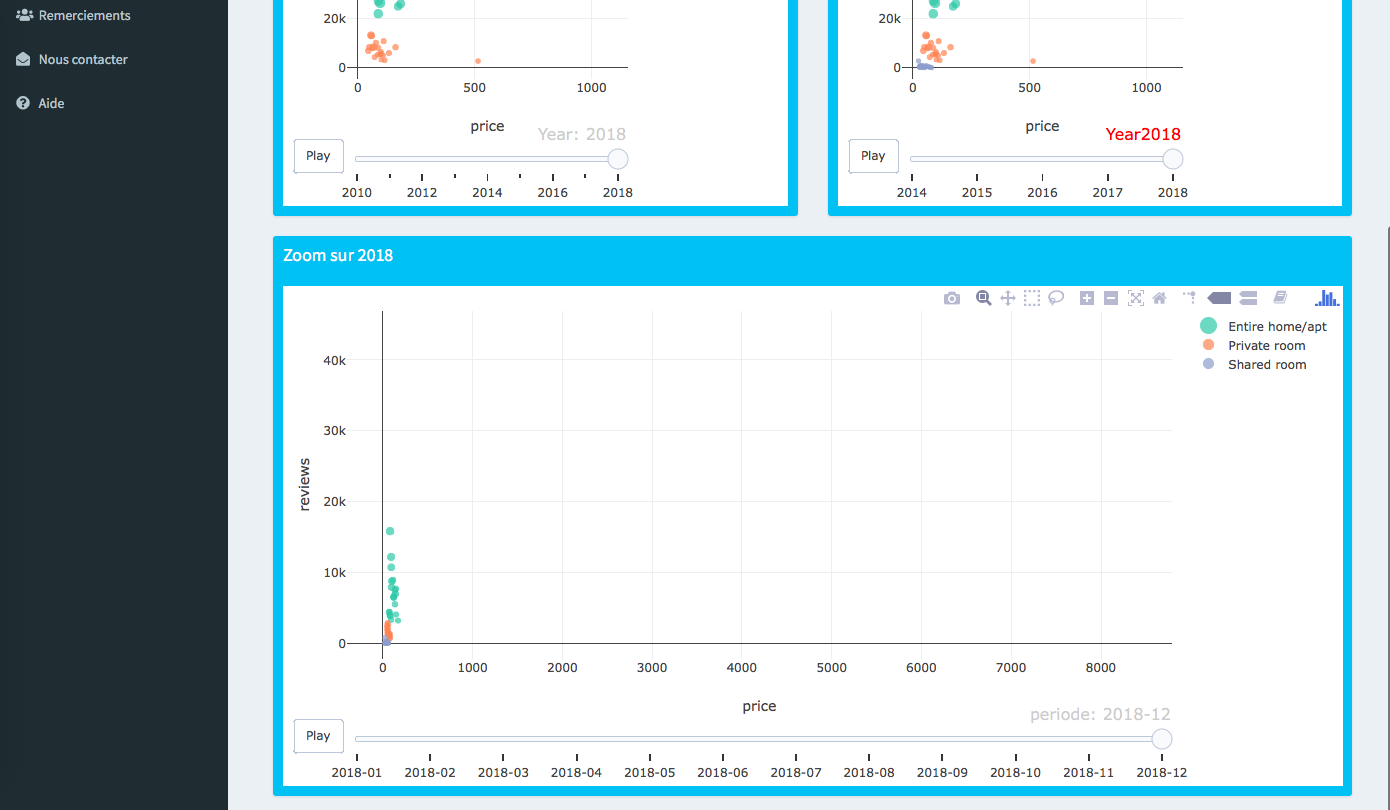 Remerciements
Nous contacter
Aide
20k
0
0 500 1000
price
Year: 2018
Play
2010 2012 2014 2016 2018
20k
0
0 500 1000
price
Year2018
Play
2014 2015 2016 2017 2018
Zoom sur 2018
Entire home/apt
Private room
Shared room
40k
30k
20k
10k
0
reviews
0 1000 2000 3000 4000 5000 6000 7000 8000
price
periode: 2018-12
Play
2018-01 2018-02 2018-03 2018-04 2018-05 2018-06 2018-07 2018-08 2018-09 2018-10 2018-11 2018-12